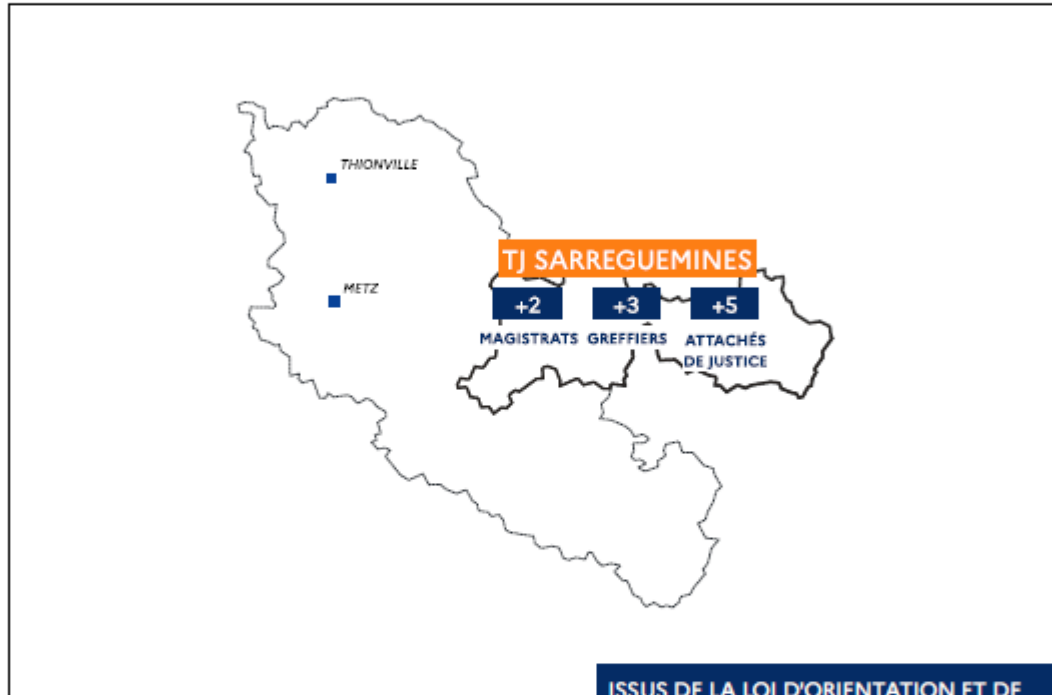 THIONVILLE
TJ SARREGUEMINES
METZ
+2
+3
+5
MAGISTRATS
GREFFIERS
ATTACHÉS
DE JUSTICE
ISSUS DE LA LOI D'ORIENTATION ET DE